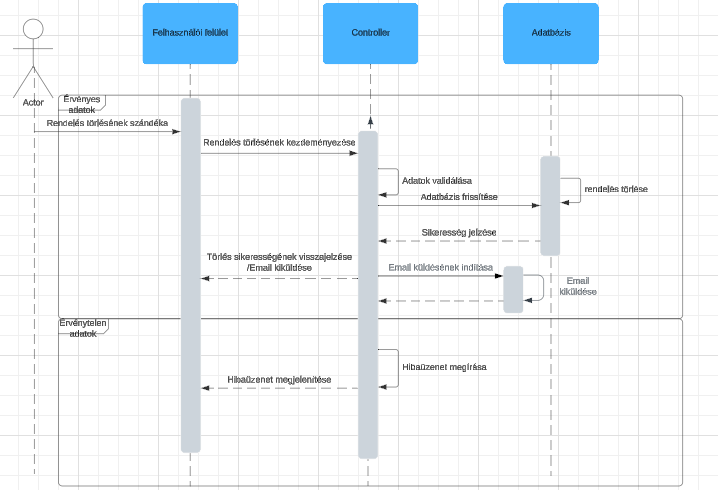 Felhasználói felület
Controller
Adatbázis
Actor
Érvényes
adatok
Rendelés törlésének szándéka
Rendelés törlésének kezdeményezése
Adatok validálása
rendelés törlése
Adatbázis frissítése
Sikeresség jelzése
Törlés sikerességének visszajelzése
/Email kiküldése
Email küldésének indítása
Email
kiküldése
Érvénytelen
adatok
Hibaüzenet megírása
Hibaüzenet megjelenítése